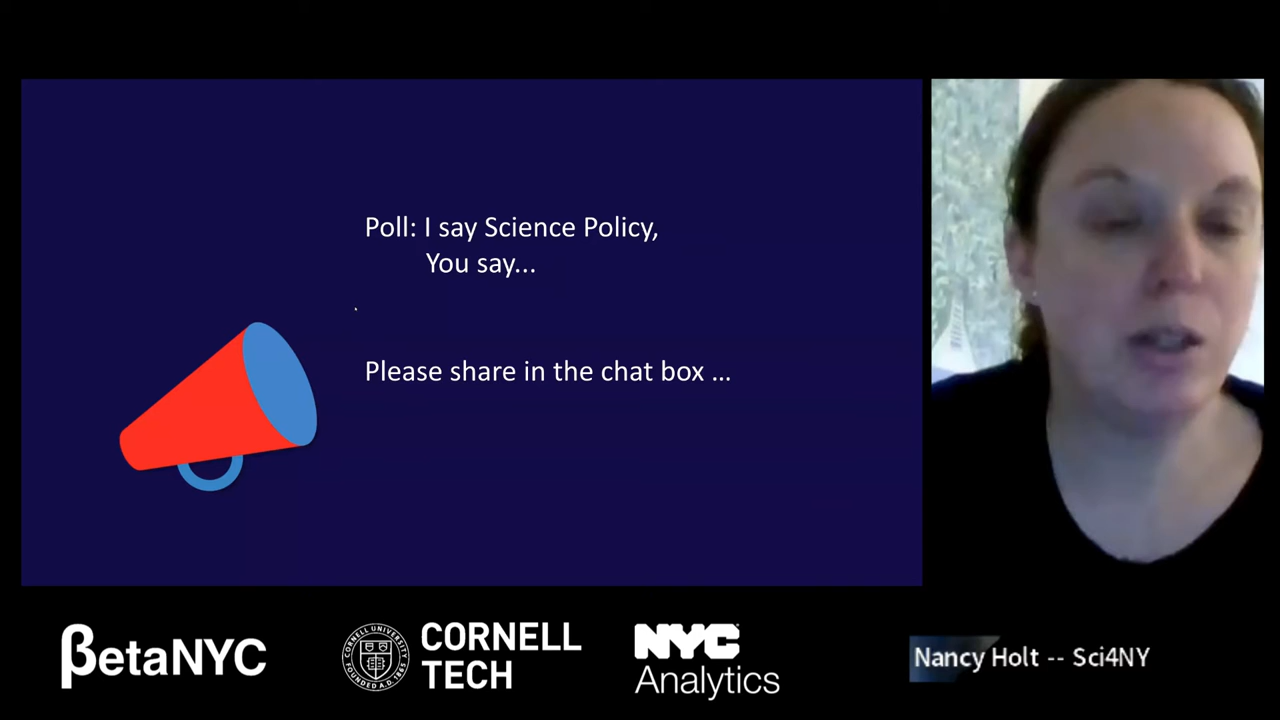 Poll: I say Science Policy,
You say...
Please share in the chat box ...
βetaNYC
CORNELL
TECH
NYC
Analytics
Nancy Holt -- Sci4NY